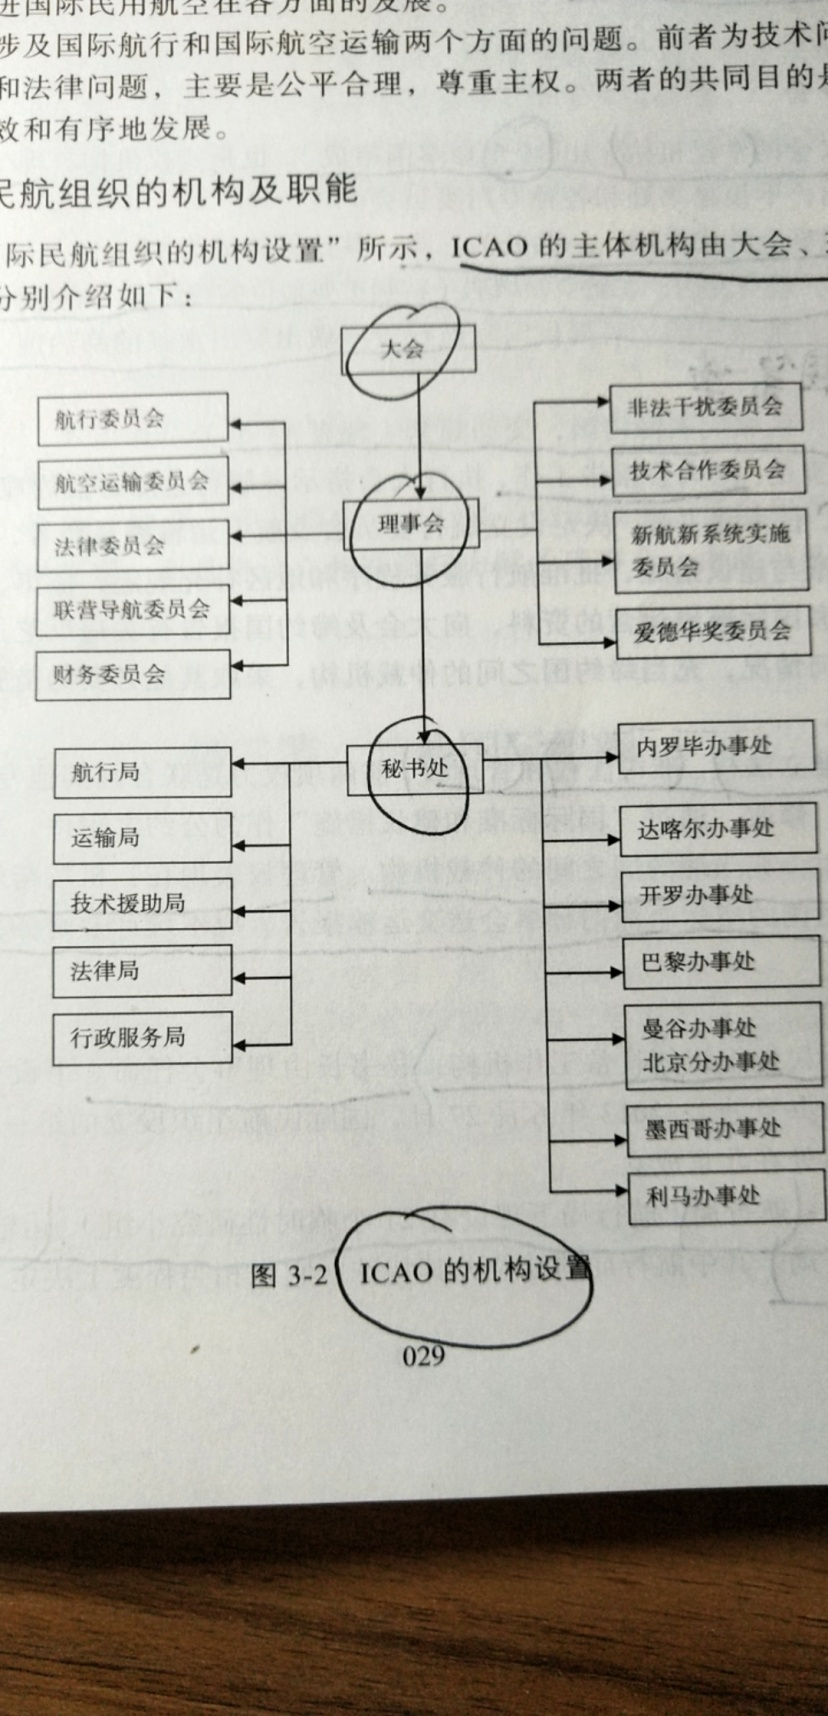 进国际民用航空在各方面的发展。
涉及国际航行和国际航空运输两个方面的问题。前者为技术问
和法律问题，主要是公平合理，尊重主权。两者的共同目的是
效和有序地发展。
民航组织的机构及职能
际民航组织的机构设置”所示，ICAO 的主体机构由大会、
分别介绍如下：
大会
航行委员会
航空运输委员会
法律委员会
联营导航委员会
财务委员会
理事会
非法干扰委员会
技术合作委员会
新航新系统实施
委员会
爱德华奖委员会
秘书处
航行局
运输局
技术援助局
法律局
行政服务局
内罗毕办事处
达喀尔办事处
开罗办事处
巴黎办事处
曼谷办事处
北京分办事处
墨西哥办事处
利马办事处
图 3-2 ICAO 的机构设置
029